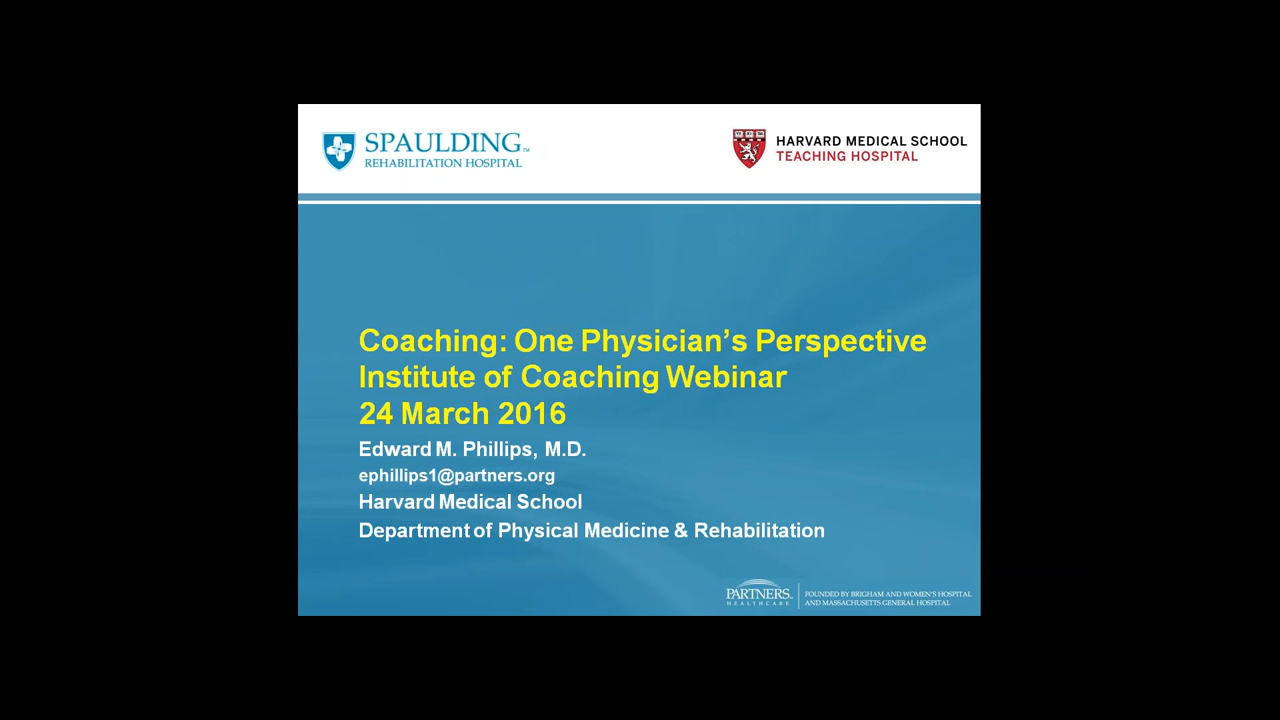 SPAULDING™
REHABILITATION HOSPITAL
HARVARD MEDICAL SCHOOL
TEACHING HOSPITAL
Coaching: One Physician’s Perspective
Institute of Coaching Webinar
24 March 2016
Edward M. Phillips, M.D.
ephillips1@partners.org
Harvard Medical School
Department of Physical Medicine & Rehabilitation
PARTNERS™
HEALTHCARE
FOUNDED BY BRIGHAM AND WOMEN'S HOSPITAL
AND MASSACHUSETTS GENERAL HOSPITAL